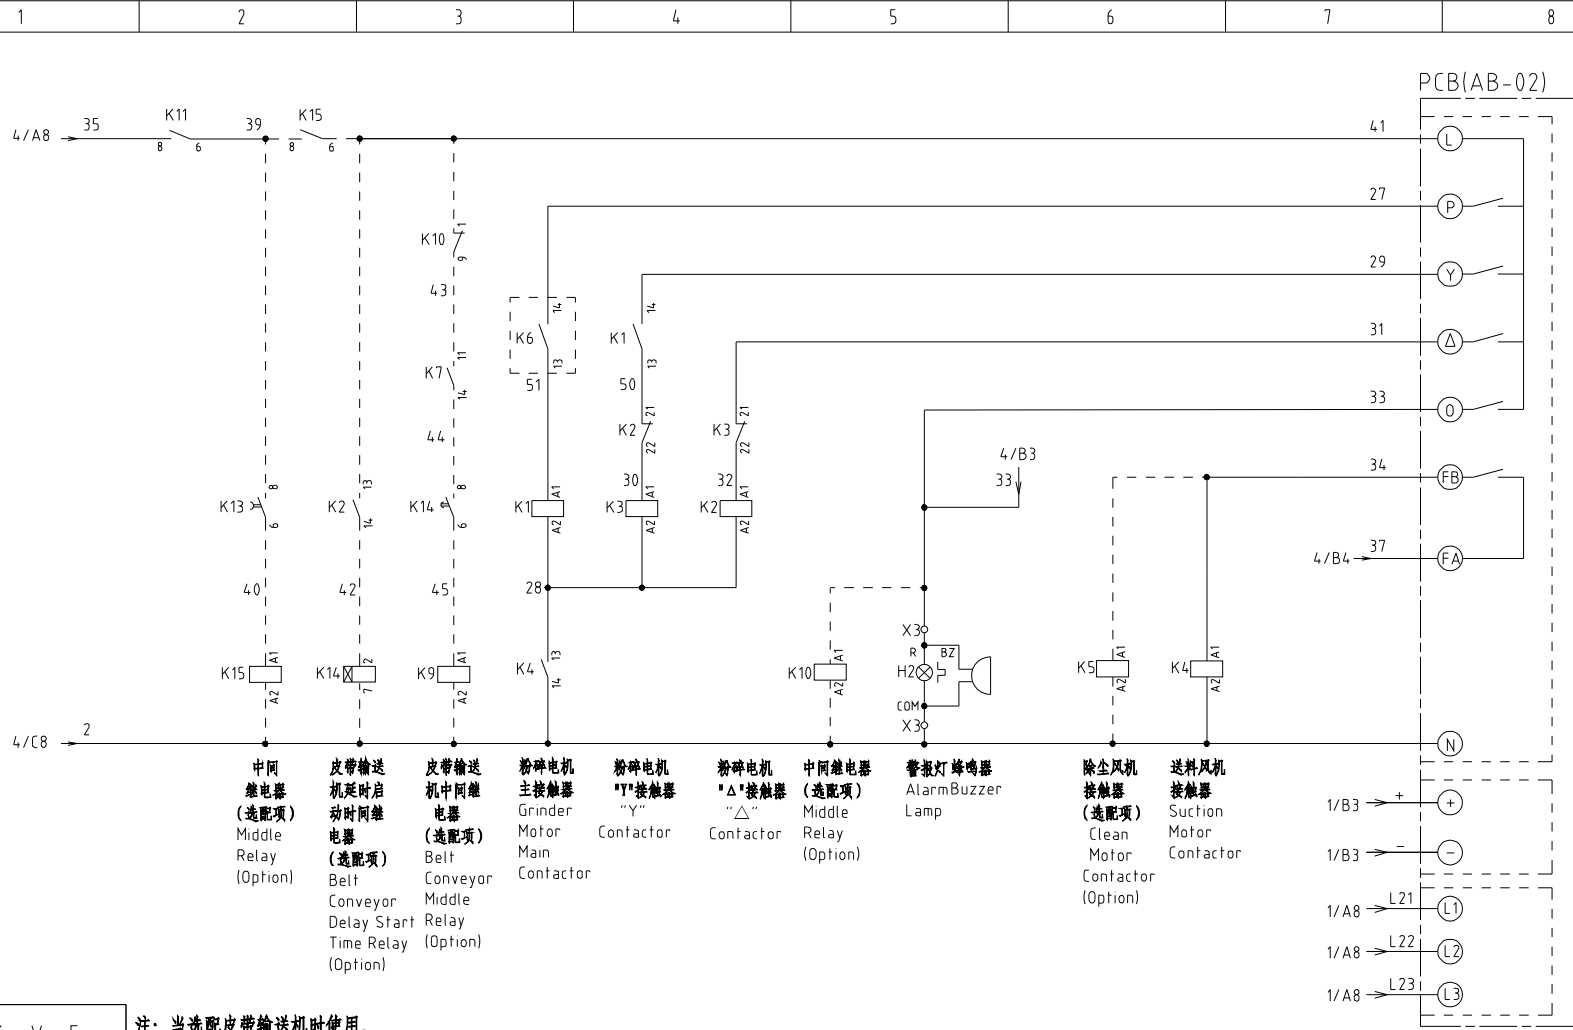 1 2 3 4 5 6 7 8
PCB(AB-02)
4/A8 35 K11 8 6 39 K15 8 6 41 L
27 P
K10 1 9
43
29 Y
K6 14 13
K1 14 13
31 Δ
K7 11 14
51
50
33 O
44
K2 21 22
K3 21 22
4/B3
33
34 FB
30
32
K13 8 6
K2 13 14
K14 8 6
K1 A1 A2
K3 A1 A2
K2 A1 A2
4/B4 37 FA
40
42
45
28
X3
R BZ
K15 A1 A2
K14 2 7
K9 A1 A2
K4 13 14
K10 A1 A2
H2
K5 A1 A2
K4 A1 A2
COM
X3
4/C8 2 N
中间
继电器
(选配项)
Middle
Relay
(Option)
皮带输送
机延时启
动时间继
电器
(选配项)
Belt
Conveyor
Delay Start
Time Relay
(Option)
皮带输送
机中间继
电器
(选配项)
Belt
Conveyor
Middle
Relay
(Option)
粉碎电机
主接触器
Grinder
Motor
Main
Contactor
粉碎电机
"Y"接触器
"Y"
Contactor
粉碎电机
"Δ"接触器
"△"
Contactor
中间继电器
(选配项)
Middle
Relay
(Option)
警报灯 蜂鸣器
AlarmBuzzer
Lamp
除尘风机
接触器
(选配项)
Clean
Motor
Contactor
(Option)
送料风机
接触器
Suction
Motor
Contactor
1/B3 + +
1/B3 - -
1/A8 L21 L1
1/A8 L22 L2
1/A8 L23 L3
注: 当选配皮带输送机时使用.